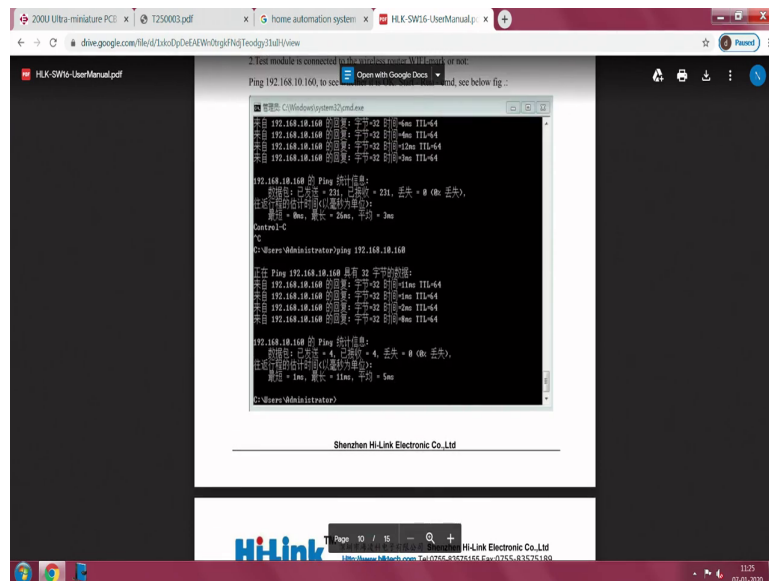 200U Ultra-miniature PCB
T250003.pdf
home automation system
HLK-SW16-UserManual.p
drive.google.com/file/d/1xkoDpDeEAEWn0trgkFNdjTeodgy31uIH/view
Paused
HLK-SW16-UserManual.pdf
Open with Google Docs
2.Test module is connected to the wireless router WIFI-mark or not:
Ping 192.168.10.160, to see cmd, see below fig .:
管理员: C:\Windows\system32\cmd.exe
来自 192.168.10.160 的回复: 字节=32 时间=6ms TTL=64
来自 192.168.10.160 的回复: 字节=32 时间=4ms TTL=64
来自 192.168.10.160 的回复: 字节=32 时间=12ms TTL=64
来自 192.168.10.160 的回复: 字节=32 时间=3ms TTL=64
192.168.10.160 的 Ping 统计信息:
数据包: 已发送 = 231, 已接收 = 231, 丢失 = 0 (0% 丢失),
往返行程的估计时间(以毫秒为单位):
最短 = 0ms, 最长 = 26ms, 平均 = 3ms
Control-C
^C
C:\Users\Administrator>ping 192.168.10.160
正在 Ping 192.168.10.160 具有 32 字节的数据:
来自 192.168.10.160 的回复: 字节=32 时间=11ms TTL=64
来自 192.168.10.160 的回复: 字节=32 时间=1ms TTL=64
来自 192.168.10.160 的回复: 字节=32 时间=2ms TTL=64
来自 192.168.10.160 的回复: 字节=32 时间=8ms TTL=64
192.168.10.160 的 Ping 统计信息:
数据包: 已发送 = 4, 已接收 = 4, 丢失 = 0 (0% 丢失),
往返行程的估计时间(以毫秒为单位):
最短 = 1ms, 最长 = 11ms, 平均 = 5ms
C:\Users\Administrator>
Shenzhen Hi-Link Electronic Co.,Ltd
Hi-Link TM
Shenzhen Hi-Link Electronic Co.,Ltd
Http://www.hlktech.com Tel:0755-83575155 Fax:0755-83575189
Page 10 / 15
11:25
07-01-2020